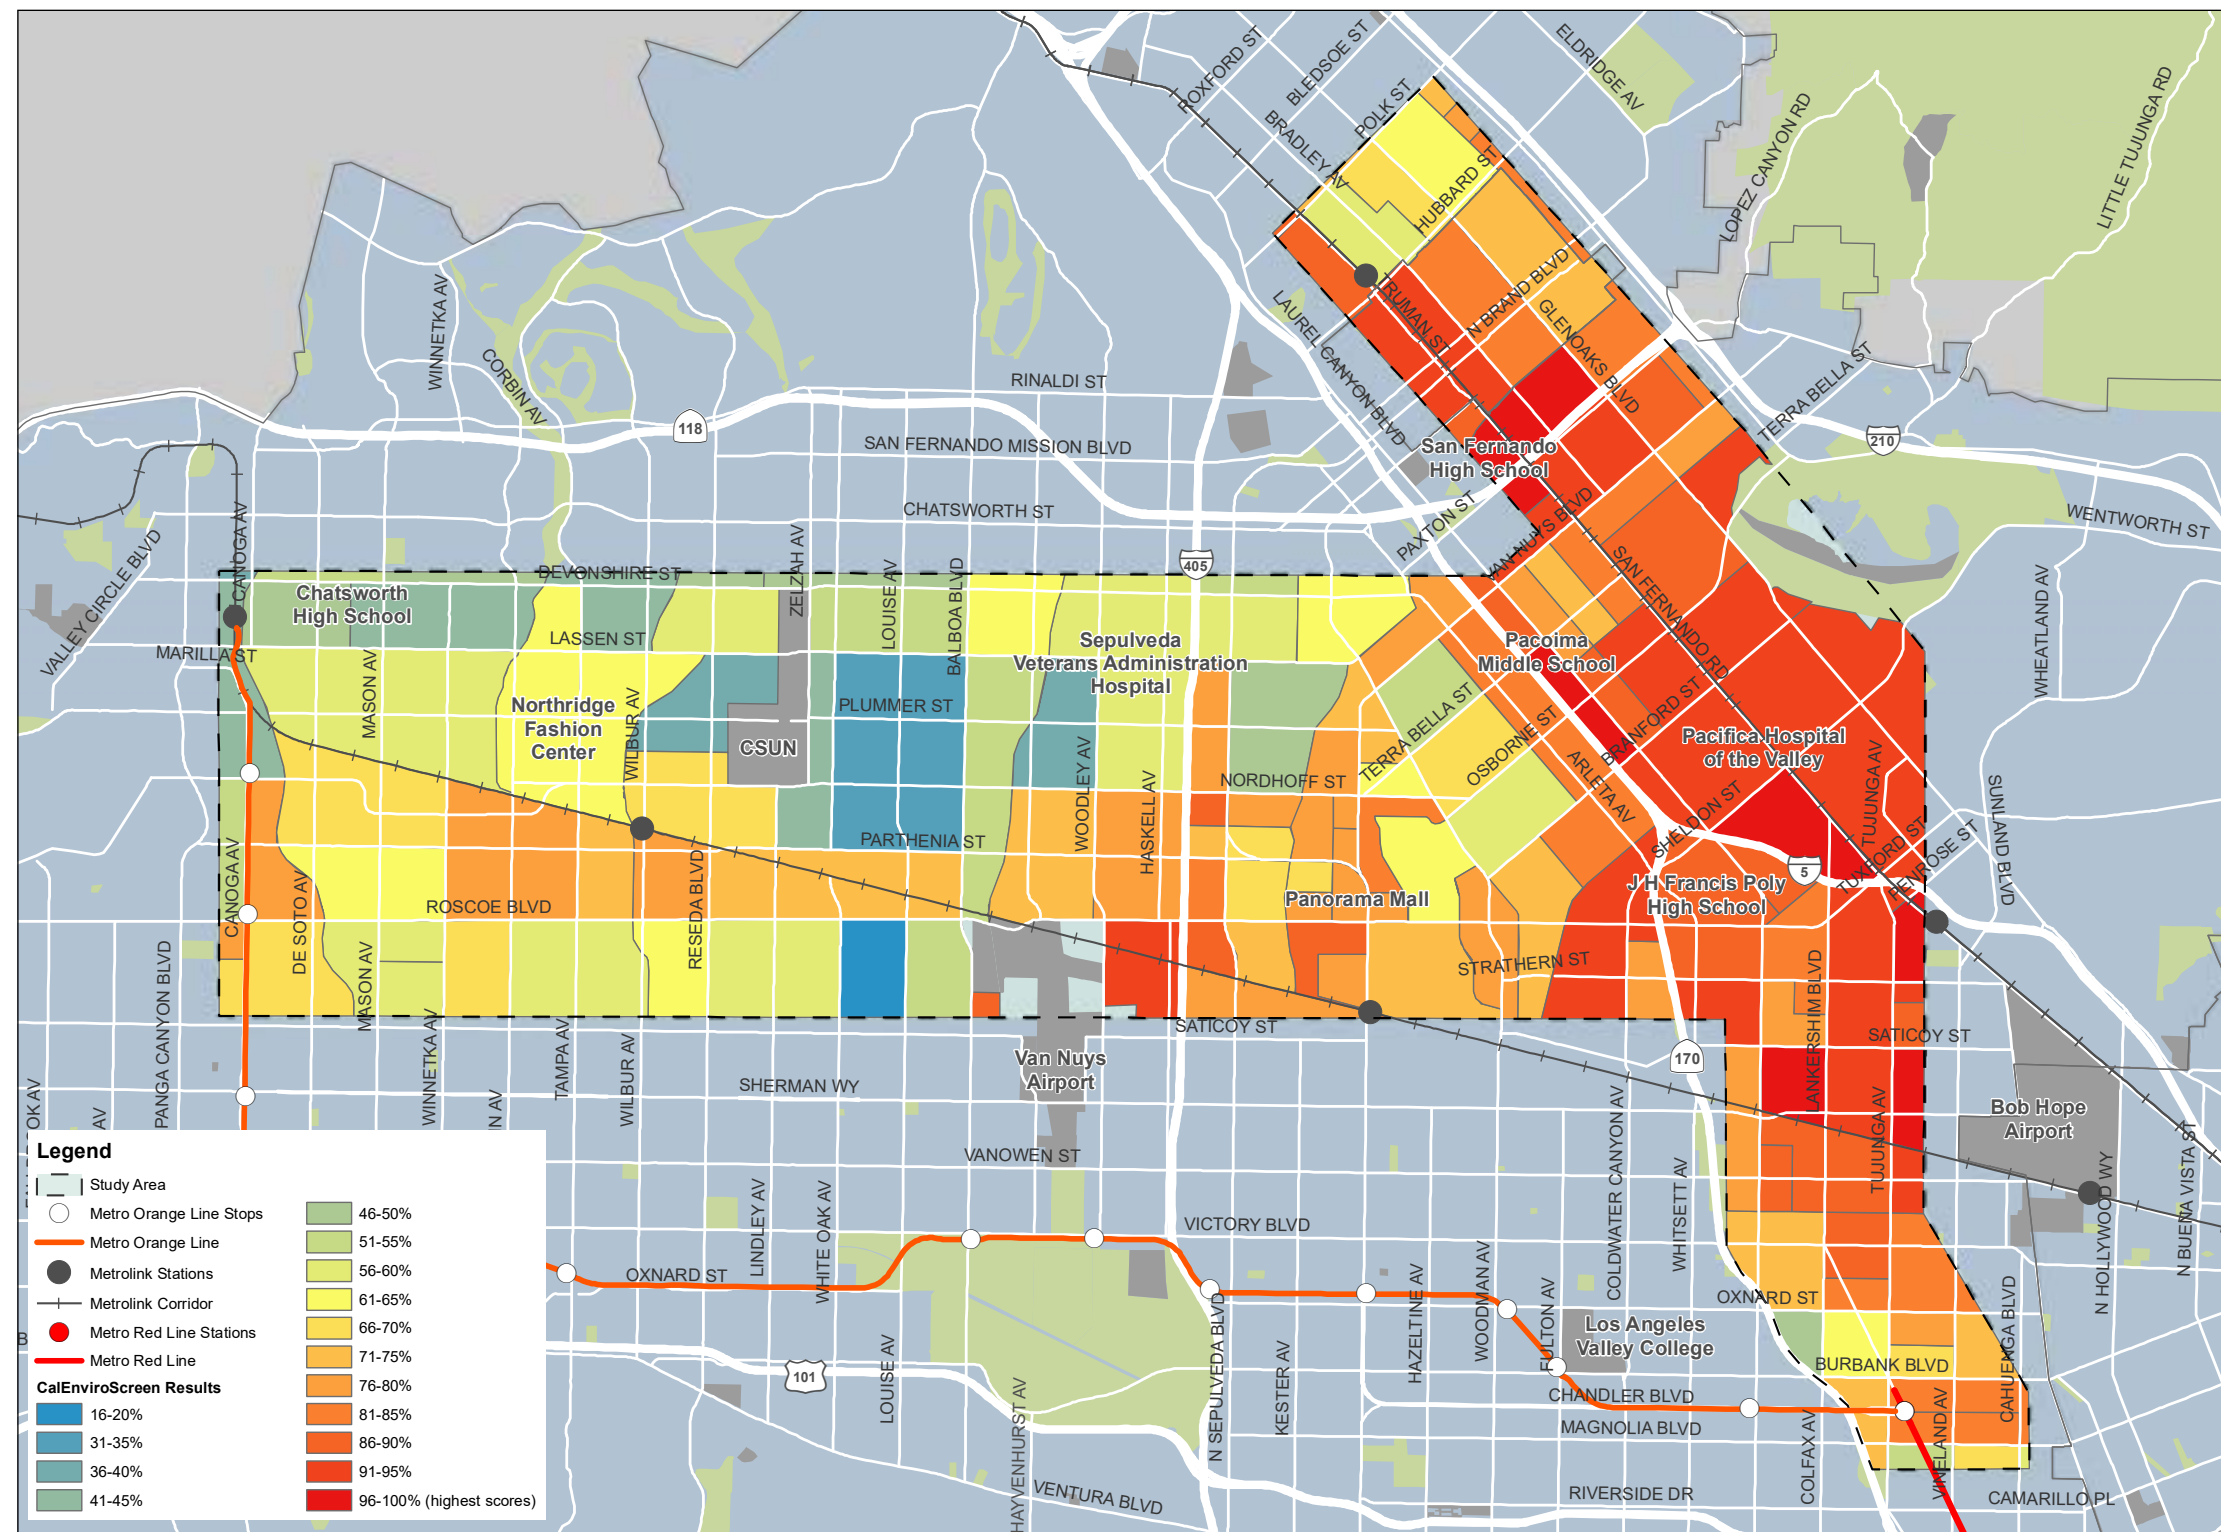 ROXFORD ST
BLEDSOE ST
ELDRIDGE AV
POLK ST
BRADLEY AV
HUBBARD ST
LOPEZ CANYON RD
LITTLE TUJUNGA RD
WINNETKA AV
CORBIN AV
LAUREL CANYON BLVD
TRUMAN ST
N BRAND BLVD
GLENOAKS BLVD
TERRA BELLA ST
RINALDI ST
118
210
SAN FERNANDO MISSION BLVD
San Fernando
High School
CHATSWORTH ST
PAXTON ST
VAN NUYS BLVD
WENTWORTH ST
VALLEY CIRCLE BLVD
CANOGA AV
DEVONSHIRE ST
ZELZAH AV
LOUISE AV
BALBOA BLVD
405
SAN FERNANDO RD
WHEATLAND AV
Chatsworth
High School
LASSEN ST
MARILLA ST
MASON AV
Sepulveda
Veterans Administration
Hospital
Pacoima
Middle School
Northridge
Fashion
Center
WILBUR AV
PLUMMER ST
CSUN
TERRA BELLA ST
OSBORNE ST
BRANFORD ST
Pacifica Hospital
of the Valley
WOODLEY AV
HASKELL AV
NORDHOFF ST
ARLETA AV
SHELDON ST
TUJUNGA AV
TUXFORD ST
PENROSE ST
SUNLAND BLVD
PARTHENIA ST
CANOGA AV
DE SOTO AV
ROSCOE BLVD
RESEDA BLVD
Panorama Mall
5
J H Francis Poly
High School
STRATHERN ST
PANGA CANYON BLVD
MASON AV
WINNETKA AV
TAMPA AV
WILBUR AV
SATICOY ST
Van Nuys
Airport
170
LANKERSHIM BLVD
SATICOY ST
SHERMAN WY
Bob Hope
Airport
OOK AV
AV
IN AV
VANOWEN ST
COLDWATER CANYON AV
WHITSETT AV
TUJUNGA AV
N HOLLYWOOD WY
N BUENA VISTA ST
LINDLEY AV
WHITE OAK AV
VICTORY BLVD
OXNARD ST
HAZELTINE AV
WOODMAN AV
FULTON AV
OXNARD ST
Los Angeles
Valley College
CAHUENGA BLVD
BURBANK BLVD
101
LOUISE AV
HAYVENHURST AV
N SEPULVEDA BLVD
KESTER AV
CHANDLER BLVD
MAGNOLIA BLVD
COLFAX AV
VINELAND AV
VENTURA BLVD
RIVERSIDE DR
CAMARILLO PL
B
Legend
Study Area
Metro Orange Line Stops
Metro Orange Line
Metrolink Stations
Metrolink Corridor
Metro Red Line Stations
Metro Red Line
CalEnviroScreen Results
16-20%
31-35%
36-40%
41-45%
46-50%
51-55%
56-60%
61-65%
66-70%
71-75%
76-80%
81-85%
86-90%
91-95%
96-100% (highest scores)